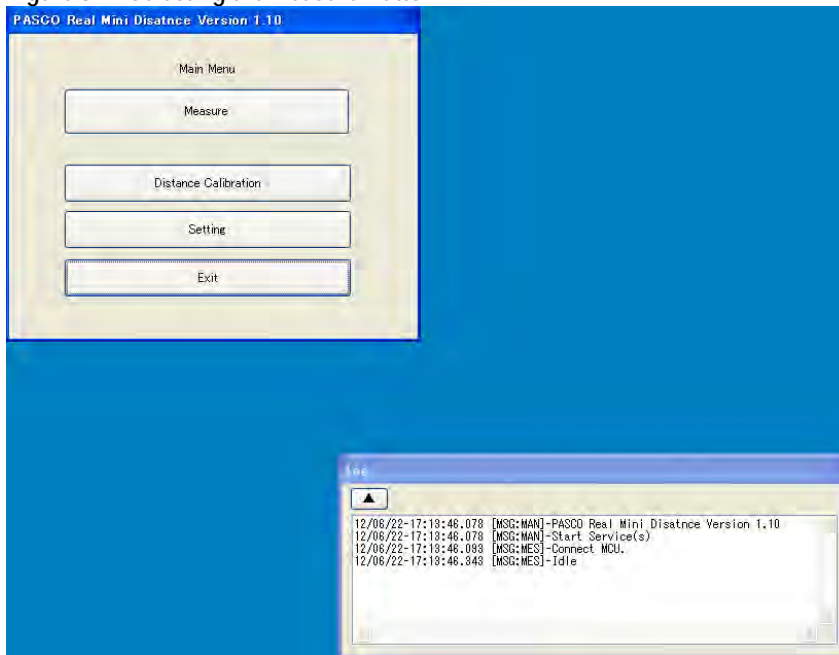 PASCO Real Mini Disatnce Version 1.10
Main Menu
Measure
Distance Calibration
Setting
Exit
▲
12/06/22-17:13:46.078 [MSG:MAN]-PASCO Real Mini Disatnce Version 1.10
12/06/22-17:13:46.078 [MSG:MAN]-Start Service(s)
12/06/22-17:13:46.093 [MSG:MES]-Connect MCU.
12/06/22-17:13:46.343 [MSG:MES]-Idle